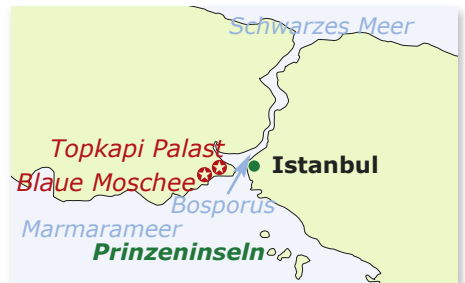 Schwarzes Meer
Topkapi Palast
Istanbul
Blaue Moschee
Bosporus
Marmarameer
Prinzeninseln